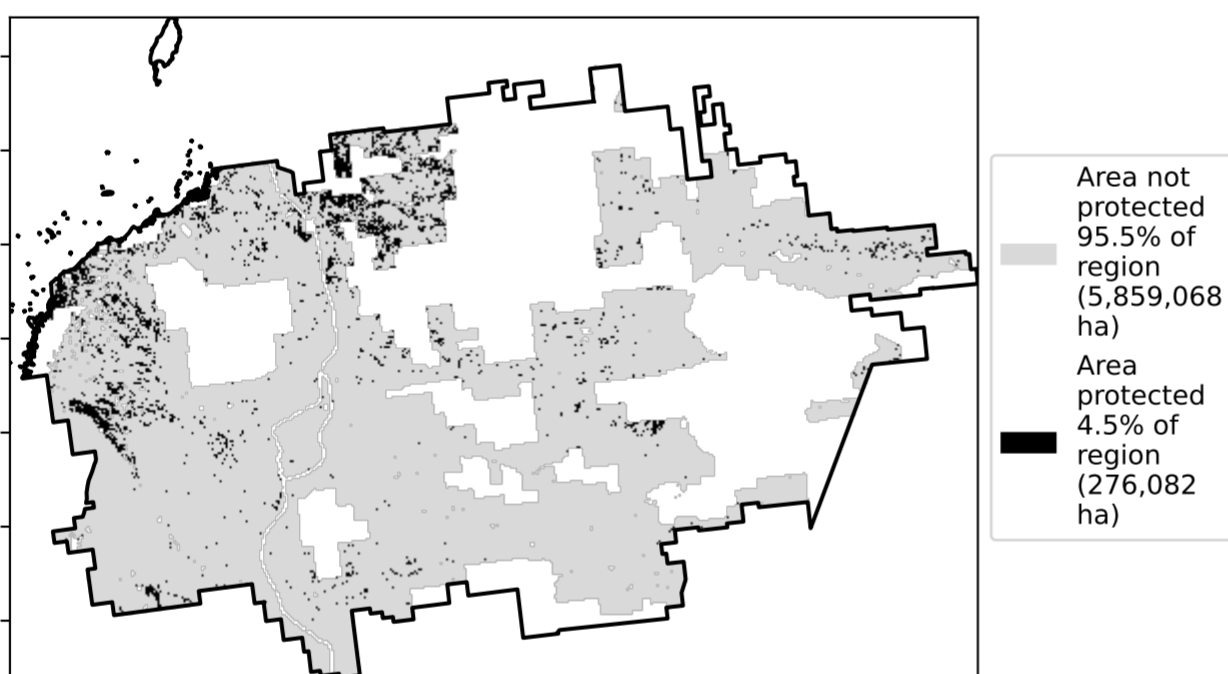 Area not
protected
95.5% of
region
(5,859,068
ha)
Area
protected
4.5% of
region
(276,082
ha)